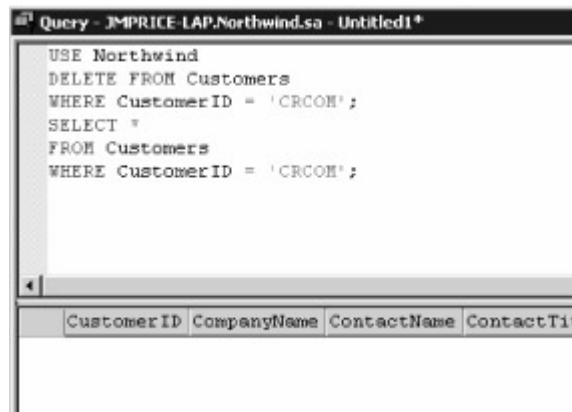 Query - JMPRICE-LAP.Northwind.sa - Untitled1*
USE Northwind
DELETE FROM Customers
WHERE CustomerID = 'CRCOM';
SELECT *
FROM Customers
WHERE CustomerID = 'CRCOM';
CustomerID CompanyName ContactName ContactTi